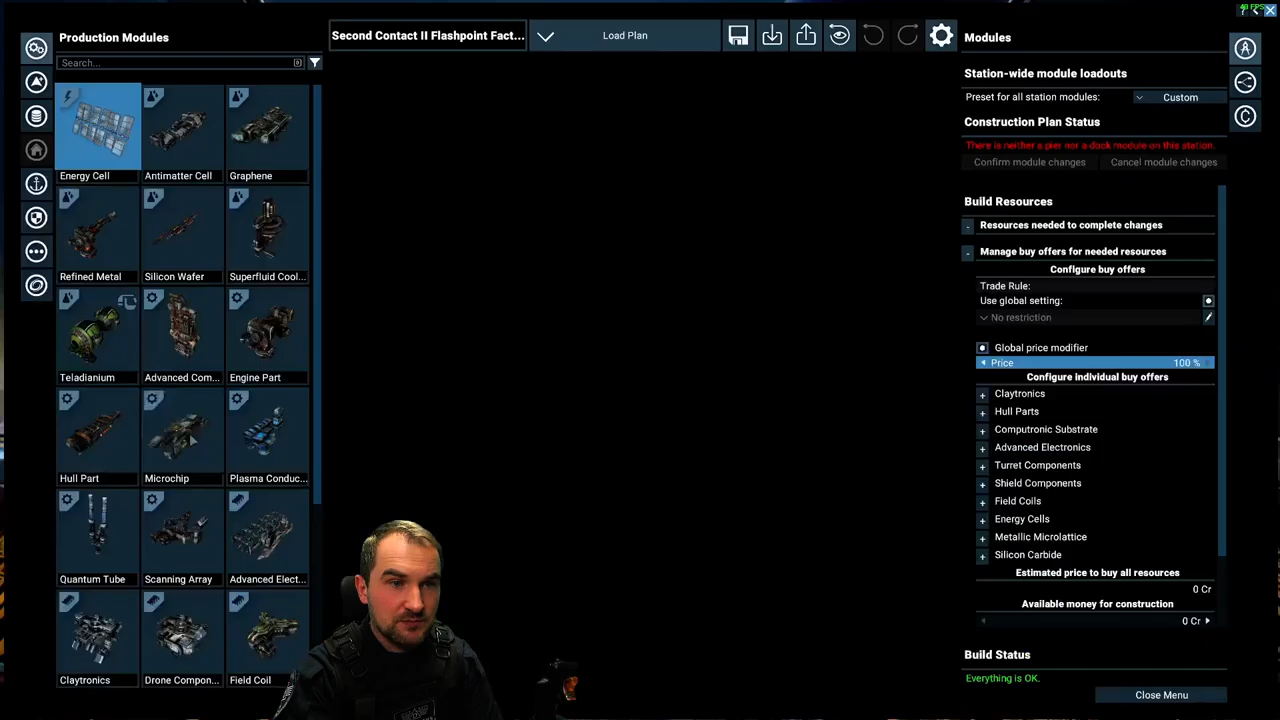 Production Modules
Search...
Energy Cell
Antimatter Cell
Graphene
Refined Metal
Silicon Wafer
Superfluid Cool...
Teladianium
Advanced Com...
Engine Part
Hull Part
Microchip
Plasma Conduc...
Quantum Tube
Scanning Array
Advanced Elect...
Claytronics
Drone Compon...
Field Coil
Second Contact II Flashpoint Fact...
Load Plan
Modules
Station-wide module loadouts
Preset for all station modules:
Custom
Construction Plan Status
There is neither a pier nor a dock module on this station.
Confirm module changes
Cancel module changes
Build Resources
- Resources needed to complete changes
- Manage buy offers for needed resources
Configure buy offers
Trade Rule:
Use global setting:
No restriction
Global price modifier
Price 100 %
Configure individual buy offers
+ Claytronics
+ Hull Parts
+ Computronic Substrate
+ Advanced Electronics
+ Turret Components
+ Shield Components
+ Field Coils
+ Energy Cells
+ Metallic Microlattice
+ Silicon Carbide
Estimated price to buy all resources
0 Cr
Available money for construction
0 Cr
Build Status
Everything is OK.
Close Menu